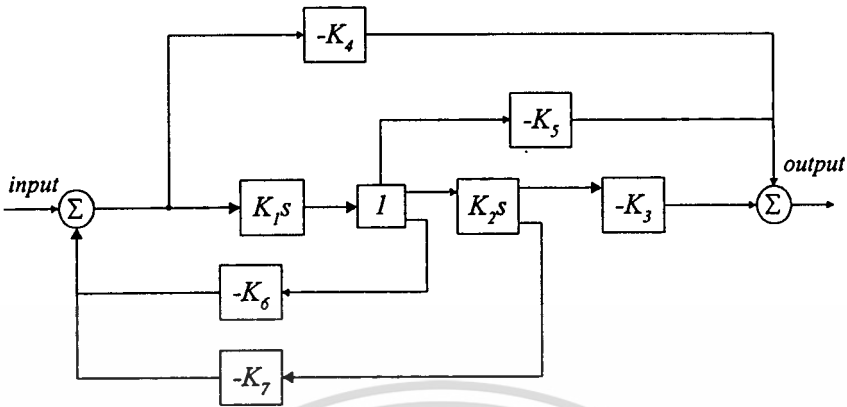 -K₄
-K₅
input
output
Σ
K₁s
1
K₂s
-K₃
Σ
-K₆
-K₇